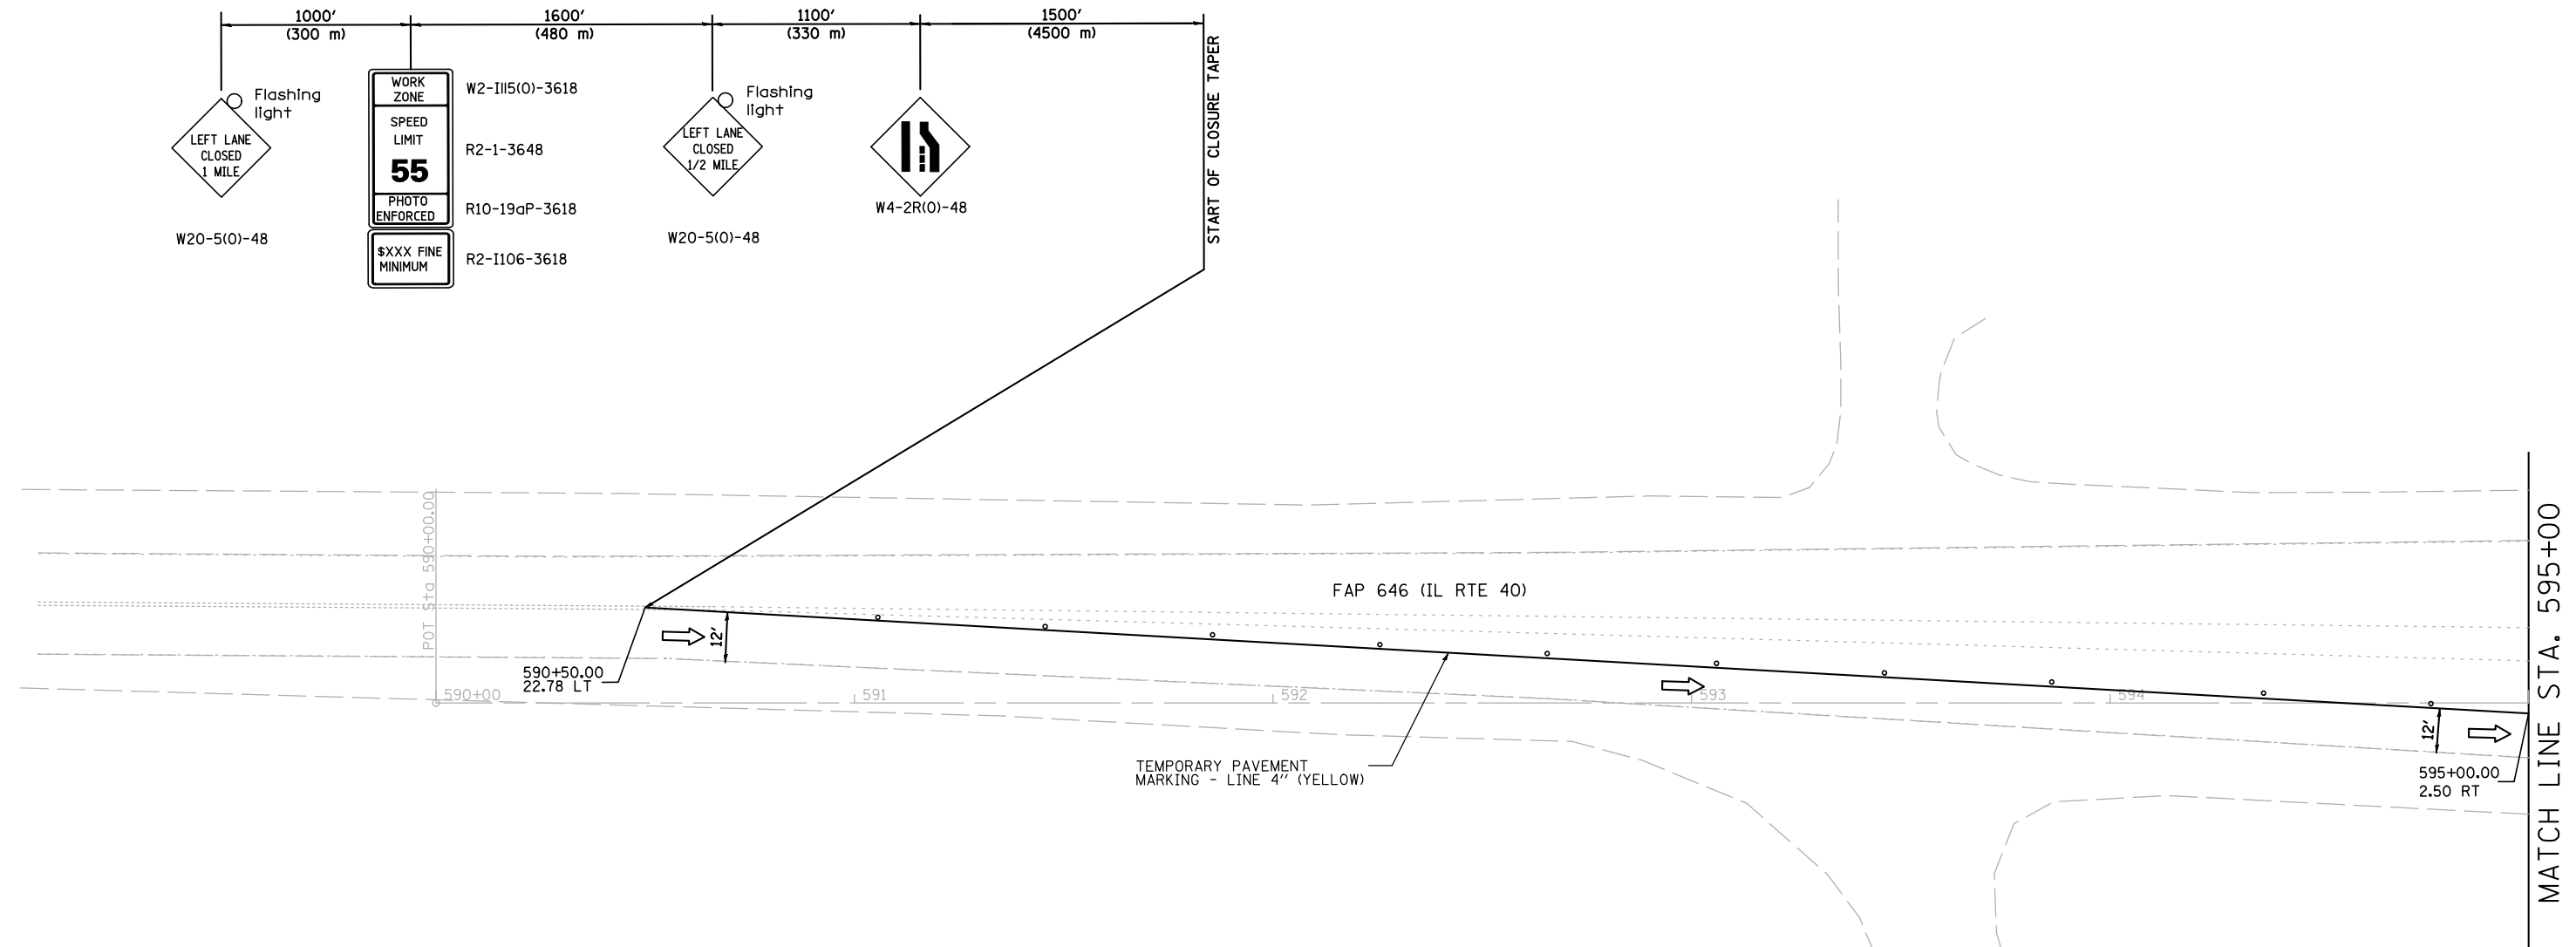 1000'
(300 m)
1600'
(480 m)
1100'
(330 m)
1500'
(4500 m)
START OF CLOSURE TAPER
Flashing
light
LEFT LANE
CLOSED
1 MILE
W20-5(O)-48
WORK
ZONE
SPEED
LIMIT
55
PHOTO
ENFORCED
$XXX FINE
MINIMUM
W2-I115(O)-3618
R2-1-3648
R10-19aP-3618
R2-I106-3618
Flashing
light
LEFT LANE
CLOSED
1/2 MILE
W20-5(O)-48
W4-2R(O)-48
POT Sta 590+00.00
FAP 646 (IL RTE 40)
12'
590+50.00
22.78 LT
590+00
591
592
593
594
TEMPORARY PAVEMENT
MARKING - LINE 4" (YELLOW)
12'
595+00.00
2.50 RT
MATCH LINE STA. 595+00